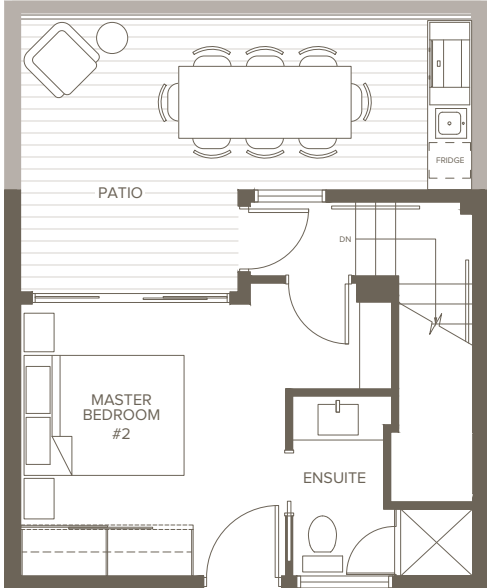 FRIDGE
PATIO
DN
MASTER
BEDROOM
#2
ENSUITE